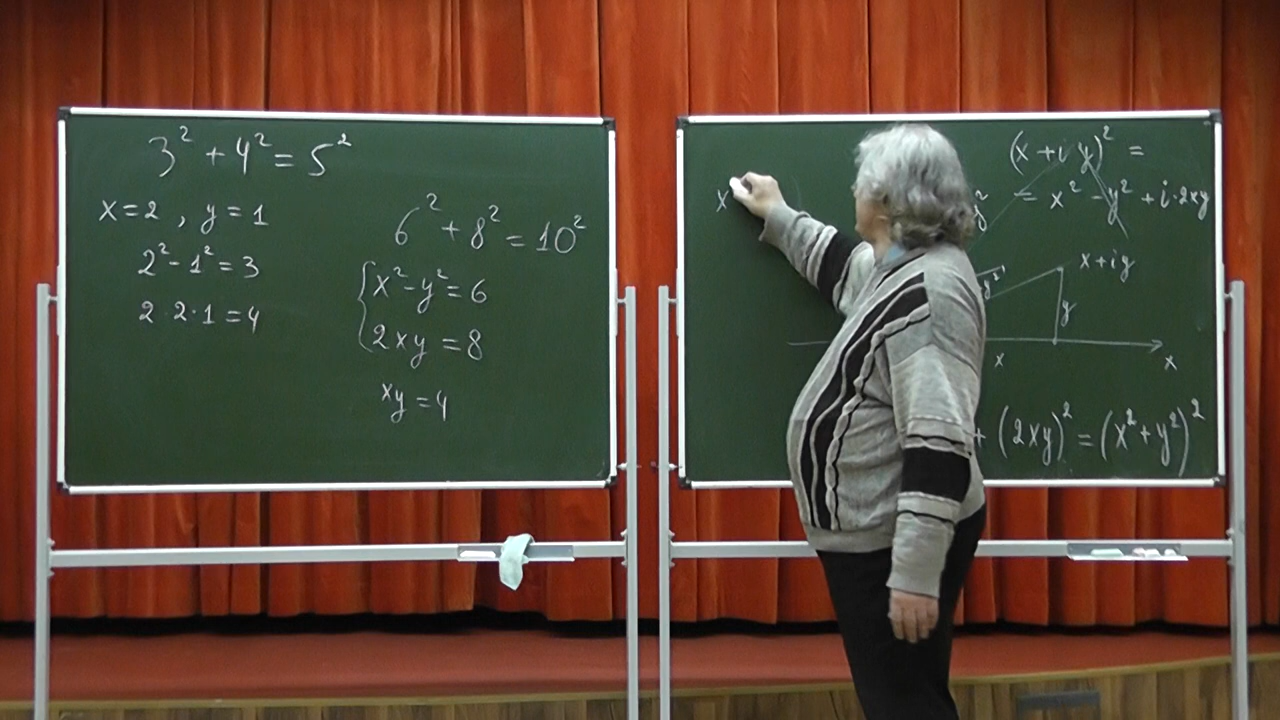 3² + 4² = 5²
x = 2 , y = 1
2² - 1² = 3
2 · 2 · 1 = 4
6² + 8² = 10²
{ x² - y² = 6
2xy = 8
xy = 4
x
(x + i y)² =
= x² - y² + i · 2xy
x + iy
y
x
x
+ (2xy)² = (x² + y²)²